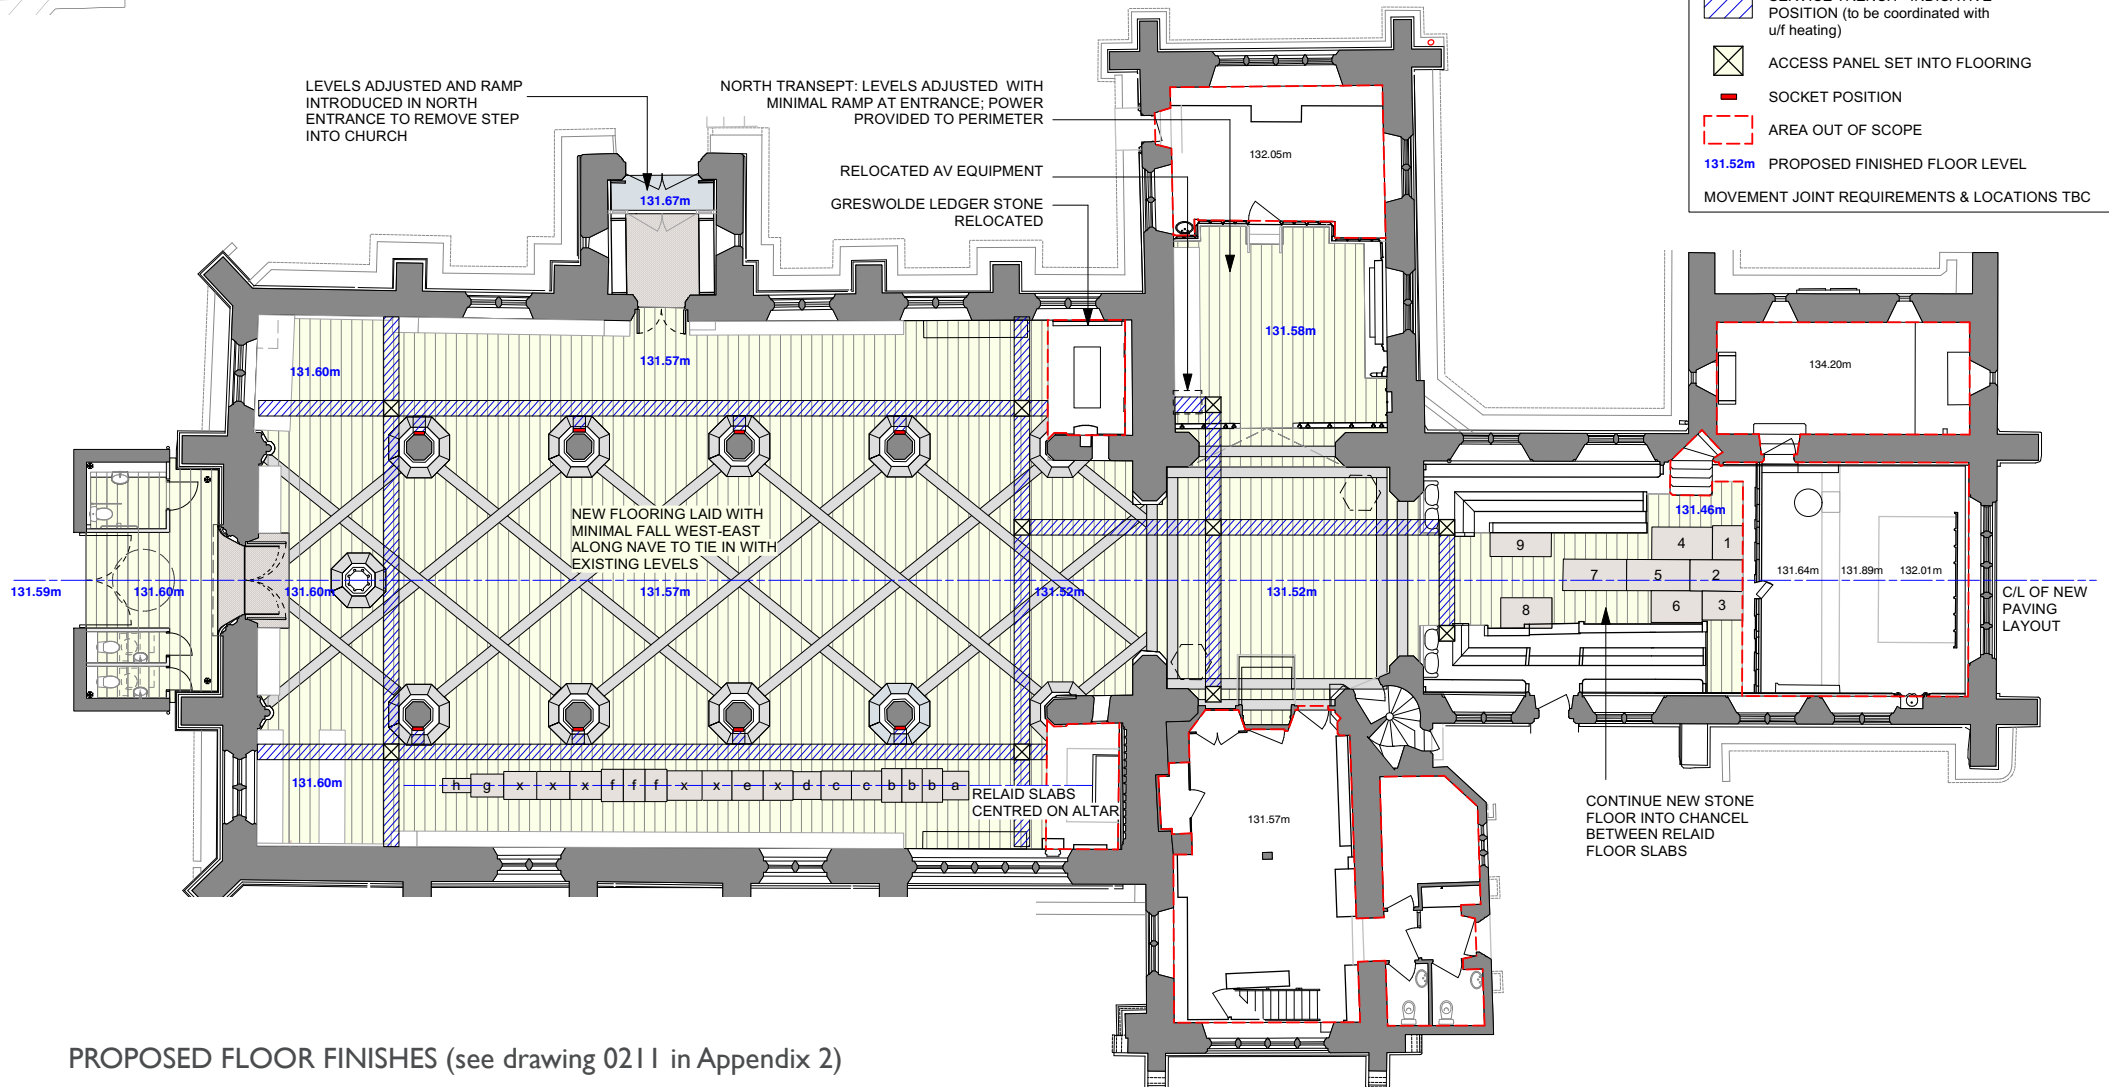 POSITION (to be coordinated with
u/f heating)
ACCESS PANEL SET INTO FLOORING
SOCKET POSITION
AREA OUT OF SCOPE
131.52m PROPOSED FINISHED FLOOR LEVEL
MOVEMENT JOINT REQUIREMENTS & LOCATIONS TBC
LEVELS ADJUSTED AND RAMP
INTRODUCED IN NORTH
ENTRANCE TO REMOVE STEP
INTO CHURCH
NORTH TRANSEPT: LEVELS ADJUSTED WITH
MINIMAL RAMP AT ENTRANCE; POWER
PROVIDED TO PERIMETER
RELOCATED AV EQUIPMENT
GRESWOLDE LEDGER STONE
RELOCATED
132.05m
131.67m
131.58m
131.57m
131.60m
134.20m
NEW FLOORING LAID WITH
MINIMAL FALL WEST-EAST
ALONG NAVE TO TIE IN WITH
EXISTING LEVELS
131.46m
9
4
1
7
5
2
8
6
3
131.64m
131.89m
132.01m
131.59m
131.60m
131.60m
131.57m
131.52m
131.52m
C/L OF NEW
PAVING
LAYOUT
131.60m
h g x x x f f f x x e x d c c b b b a
RELAID SLABS
CENTRED ON ALTAR
131.57m
CONTINUE NEW STONE
FLOOR INTO CHANCEL
BETWEEN RELAID
FLOOR SLABS
PROPOSED FLOOR FINISHES (see drawing 0211 in Appendix 2)